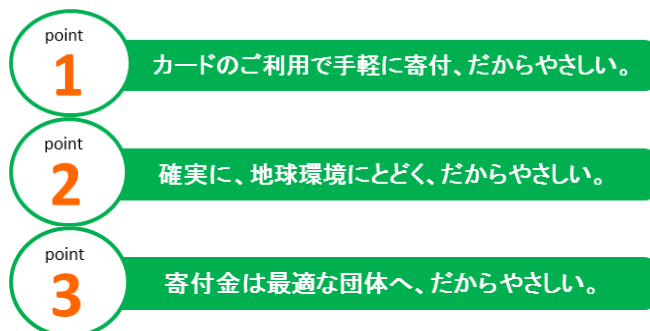 point
1
カードのご利用で手軽に寄付、だからやさしい。
point
2
確実に、地球環境にとどく、だからやさしい。
point
3
寄付金は最適な団体へ、だからやさしい。